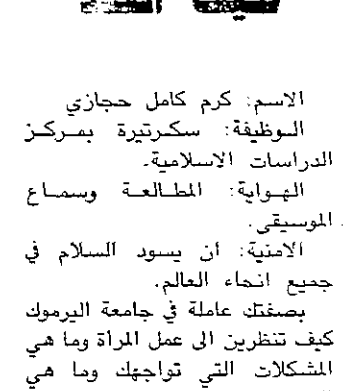 الاسم: كرم كامل حجازي
الوظيفة: سكرتيرة بمركز
الدراسات الاسلامية.
الهواية: المطالعة وسماع
الموسيقى.
الامنية: ان يسود السلام في
جميع انحاء العالم.
بصفتك عاملة في جامعة اليرموك
كيف تنظرين الى عمل المرأة وما هي
المشكلات التي تواجهك وما هي